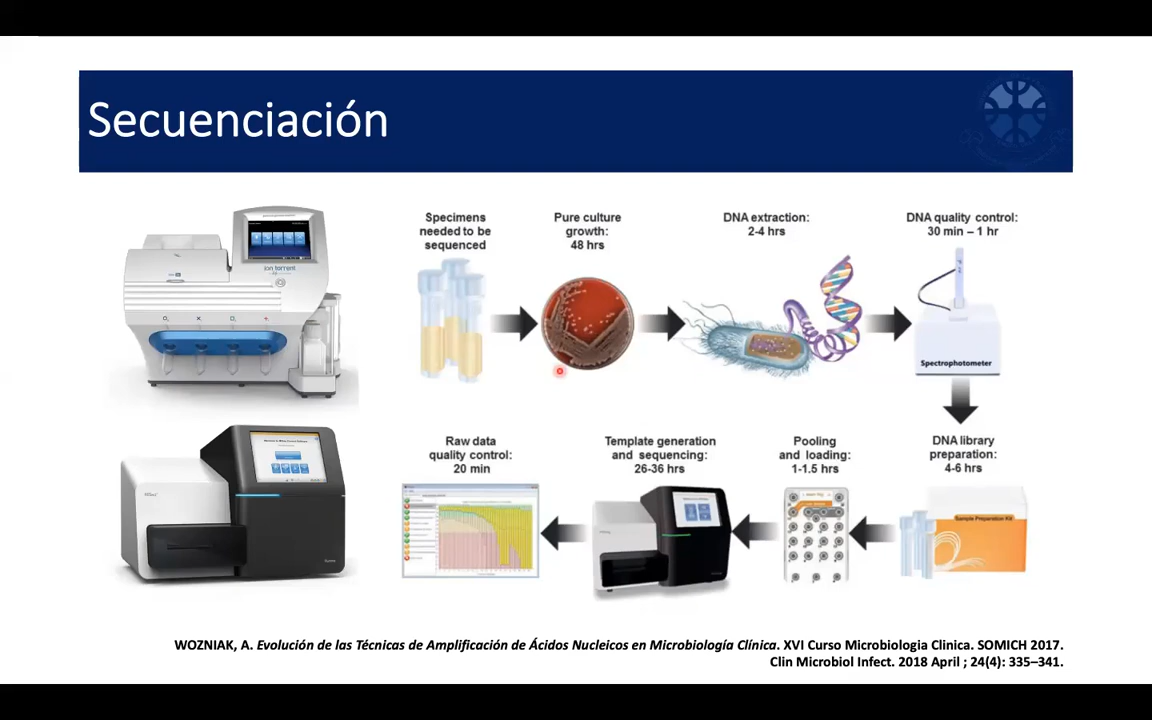 Secuenciación
ion torrent
Specimens
needed to be
sequenced
Pure culture
growth:
48 hrs
DNA extraction:
2-4 hrs
DNA quality control:
30 min – 1 hr
Spectrophotometer
DNA library
preparation:
4-6 hrs
Sample Preparation Kit
Pooling
and loading:
1-1.5 hrs
Template generation
and sequencing:
26-36 hrs
Raw data
quality control:
20 min
WOZNIAK, A. Evolución de las Técnicas de Amplificación de Ácidos Nucleicos en Microbiología Clínica. XVI Curso Microbiologia Clinica. SOMICH 2017.
Clin Microbiol Infect. 2018 April ; 24(4): 335–341.